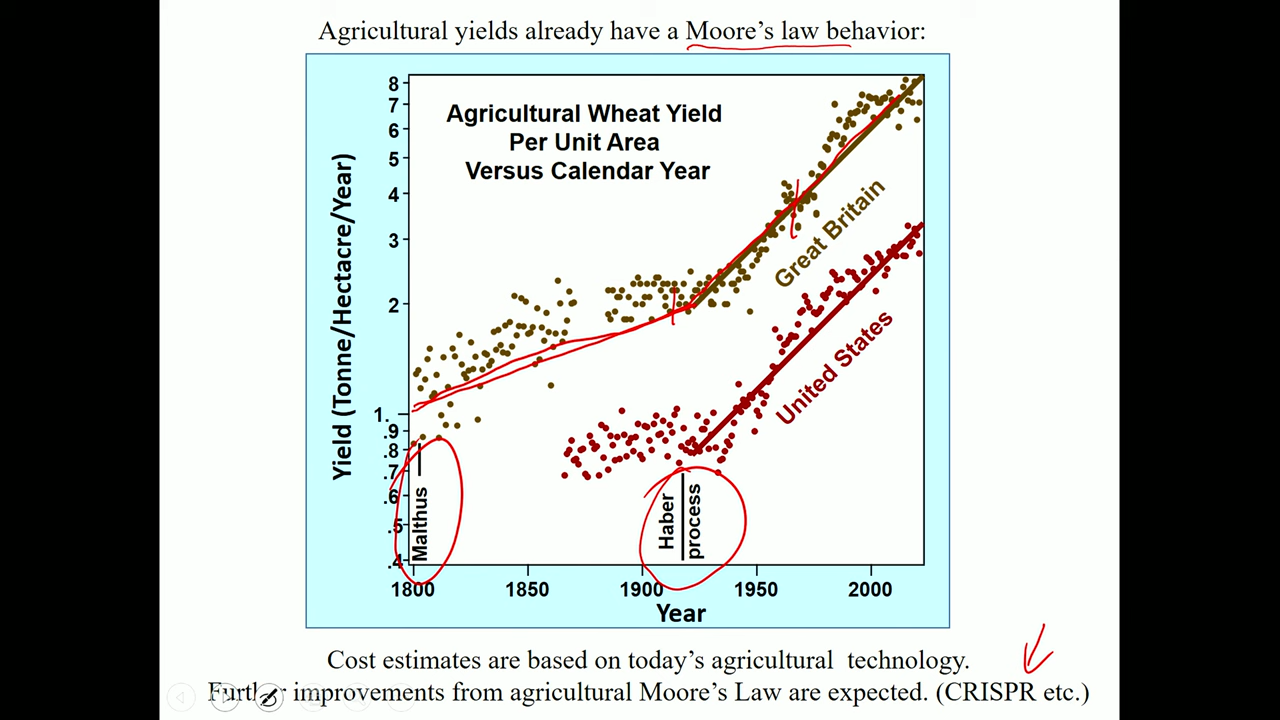 Agricultural yields already have a Moore's law behavior:
Agricultural Wheat Yield
Per Unit Area
Versus Calendar Year
Yield (Tonne/Hectacre/Year)
8
7
6
5
4
3
2
1.
.9
.8
.7
.6
.5
.4
Great Britain
United States
Malthus
Haber
process
1800 1850 1900 1950 2000
Year
Cost estimates are based on today's agricultural technology.
Further improvements from agricultural Moore's Law are expected. (CRISPR etc.)